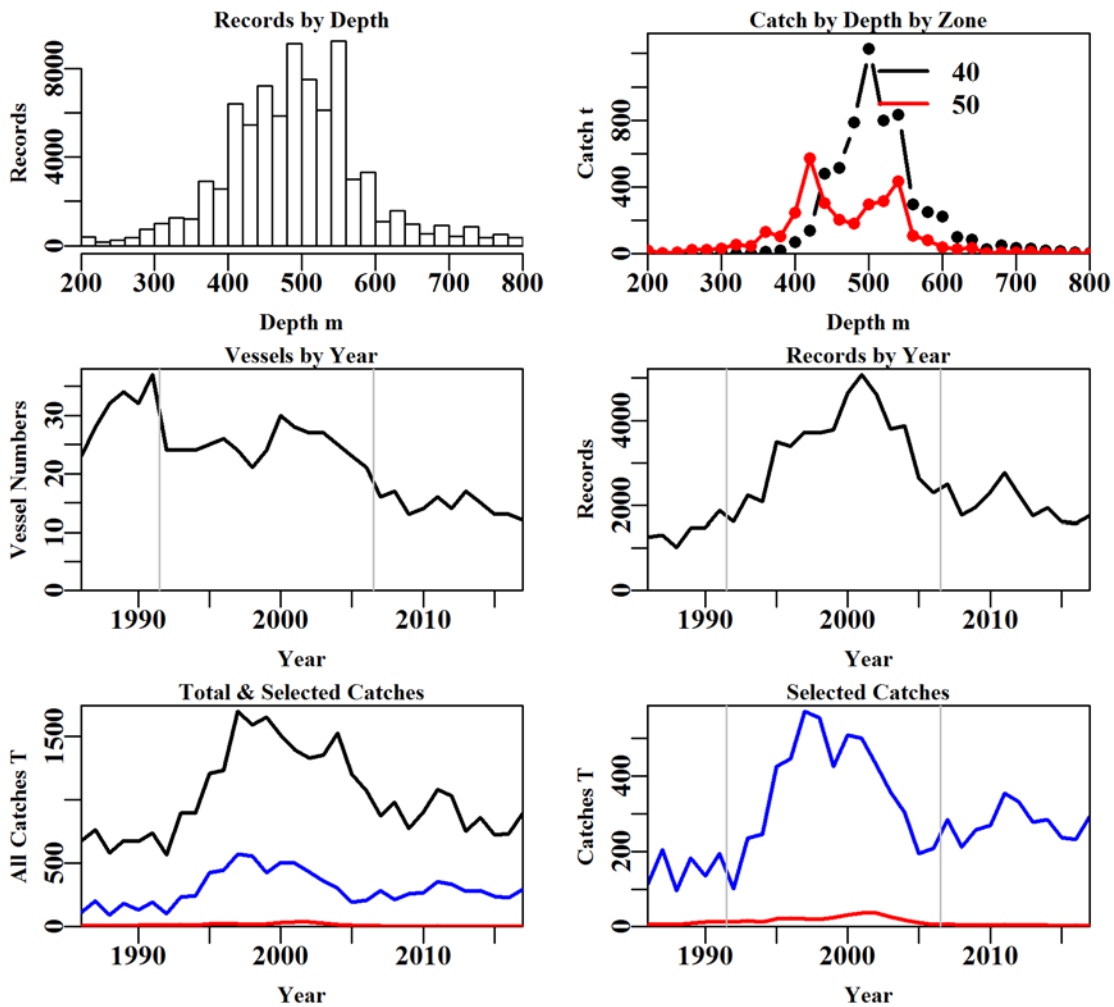 Records by Depth
Records
0 4000 8000
200 300 400 500 600 700 800
Depth m
Catch by Depth by Zone
Catch t
0 400 800
40
50
200 300 400 500 600 700 800
Depth m
Vessels by Year
Vessel Numbers
0 10 20 30
1990 2000 2010
Year
Records by Year
Records
0 2000 4000
1990 2000 2010
Year
Total & Selected Catches
All Catches T
0 500 1500
1990 2000 2010
Year
Selected Catches
Catches T
0 200 400
1990 2000 2010
Year